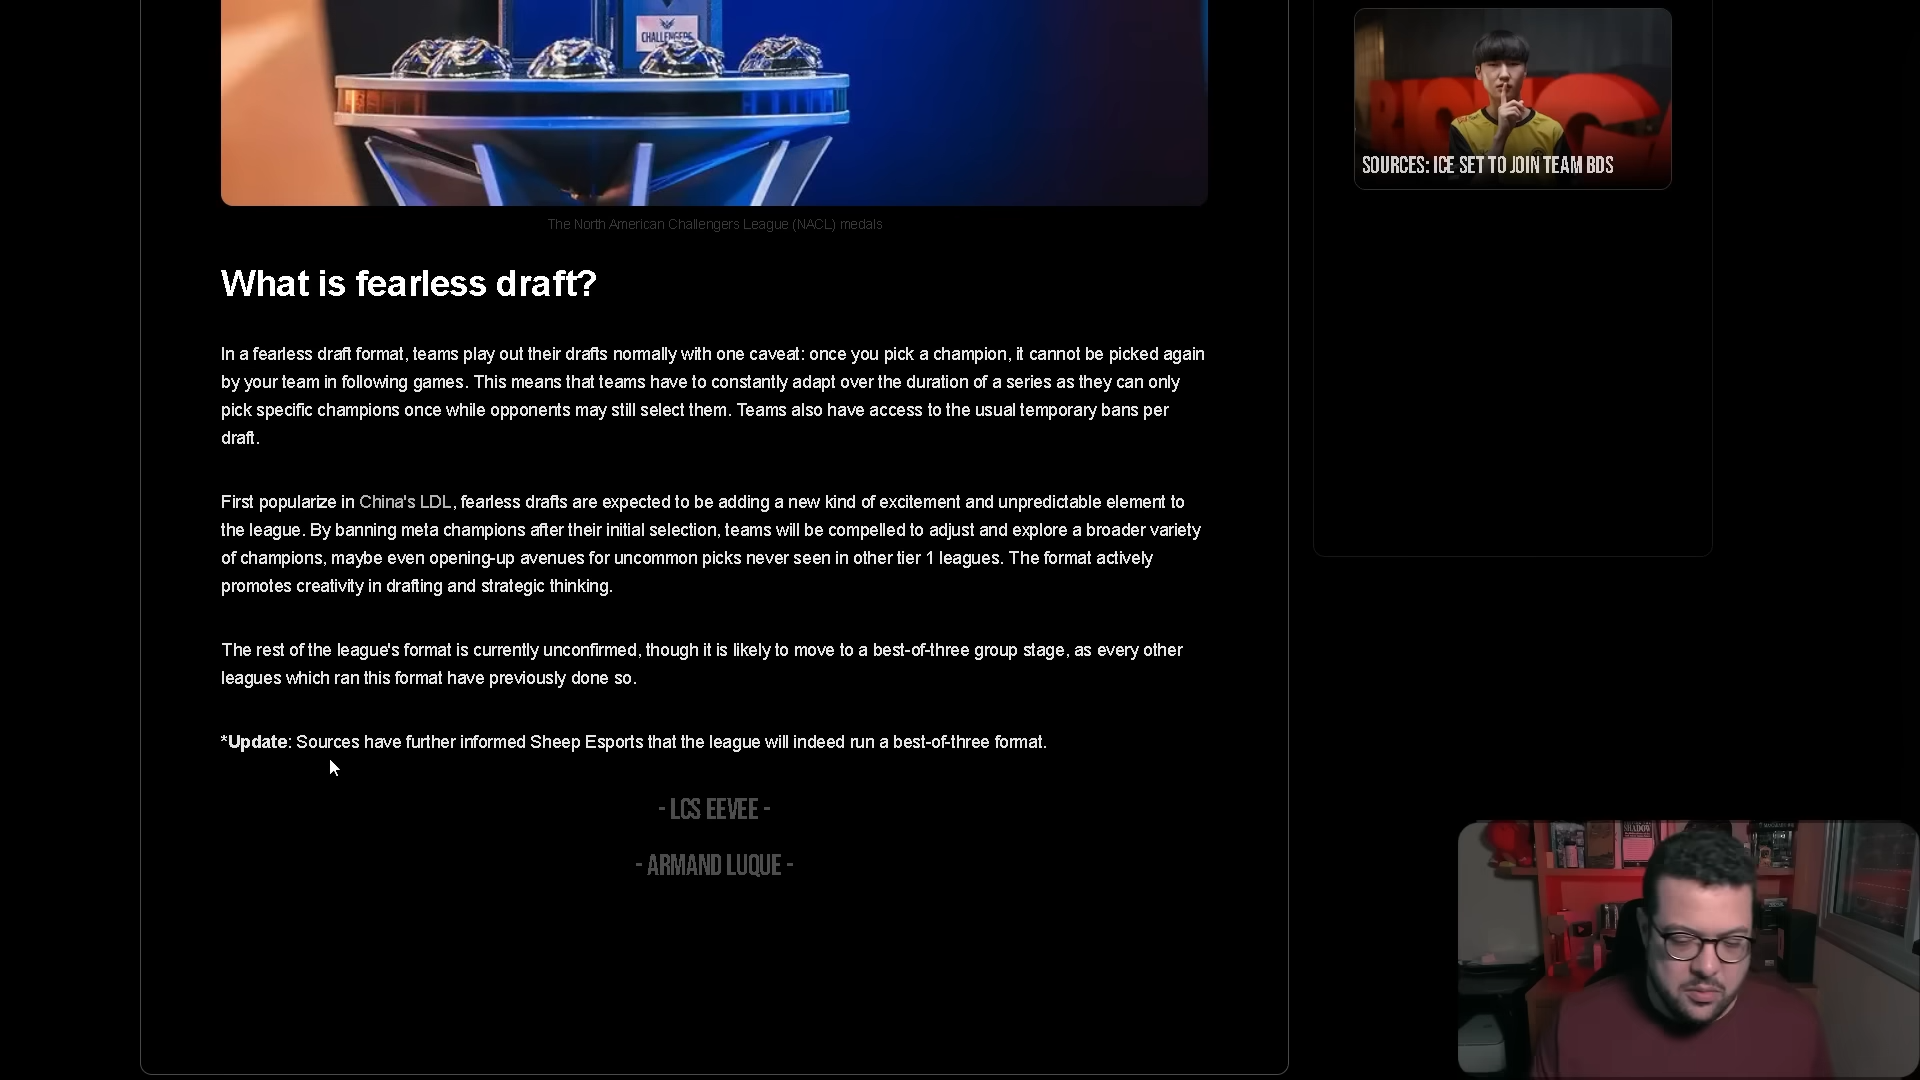 CHALLENGERS
SOURCES: ICE SET TO JOIN TEAM BDS
The North American Challengers League (NACL) medals
What is fearless draft?
In a fearless draft format, teams play out their drafts normally with one caveat: once you pick a champion, it cannot be picked again
by your team in following games. This means that teams have to constantly adapt over the duration of a series as they can only
pick specific champions once while opponents may still select them. Teams also have access to the usual temporary bans per
draft.
First popularize in China's LDL, fearless drafts are expected to be adding a new kind of excitement and unpredictable element to
the league. By banning meta champions after their initial selection, teams will be compelled to adjust and explore a broader variety
of champions, maybe even opening-up avenues for uncommon picks never seen in other tier 1 leagues. The format actively
promotes creativity in drafting and strategic thinking.
The rest of the league's format is currently unconfirmed, though it is likely to move to a best-of-three group stage, as every other
leagues which ran this format have previously done so.
*Update: Sources have further informed Sheep Esports that the league will indeed run a best-of-three format.
- LCS EEVEE -
- ARMAND LUQUE -
SHADOW